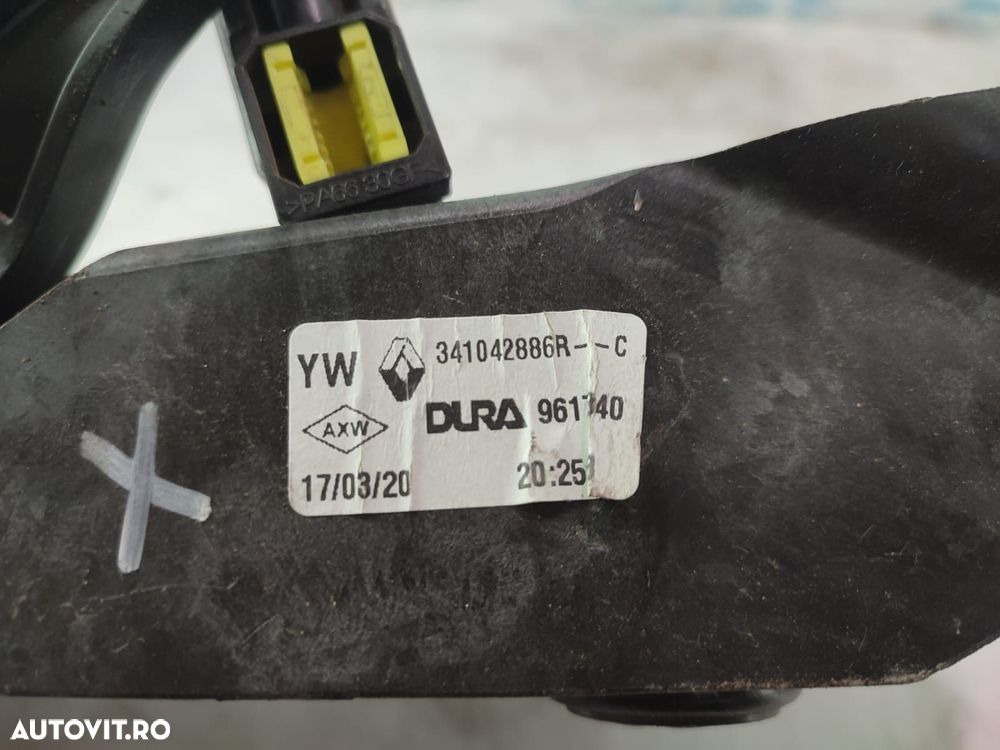 >PA66 30GF<
YW 341042886R--C
AXW DURA 961740
17/03/20 20:25
AUTOVIT.RO